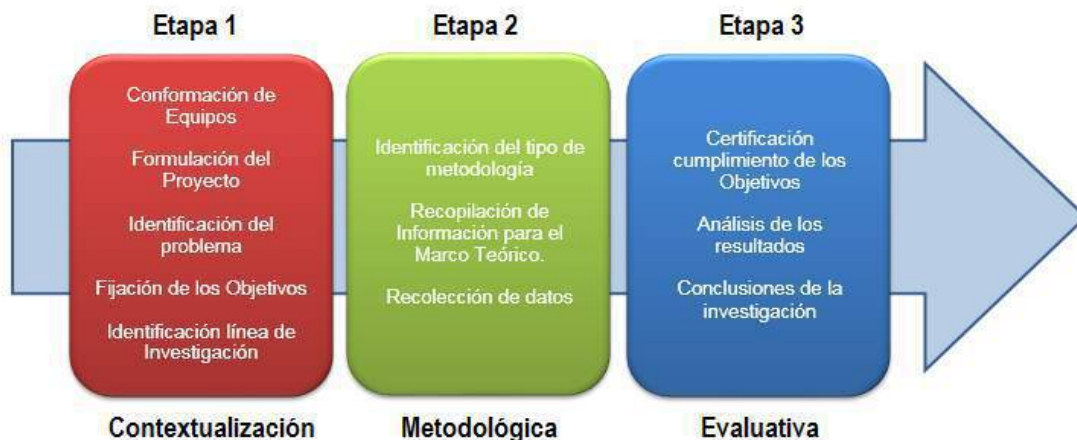 Etapa 1
Conformación de
Equipos
Formulación del
Proyecto
Identificación del
problema
Fijación de los Objetivos
Identificación línea de
Investigación
Contextualización
Etapa 2
Identificación del tipo de
metodología
Recopilación de
Información para el
Marco Teórico.
Recolección de datos
Metodológica
Etapa 3
Certificación
cumplimiento de los
Objetivos
Análisis de los
resultados
Conclusiones de la
investigación
Evaluativa